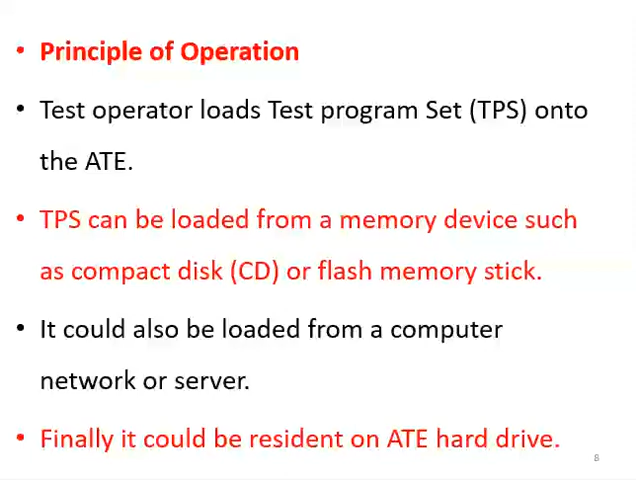 • Principle of Operation
• Test operator loads Test program Set (TPS) onto
the ATE.
• TPS can be loaded from a memory device such
as compact disk (CD) or flash memory stick.
• It could also be loaded from a computer
network or server.
• Finally it could be resident on ATE hard drive.
8